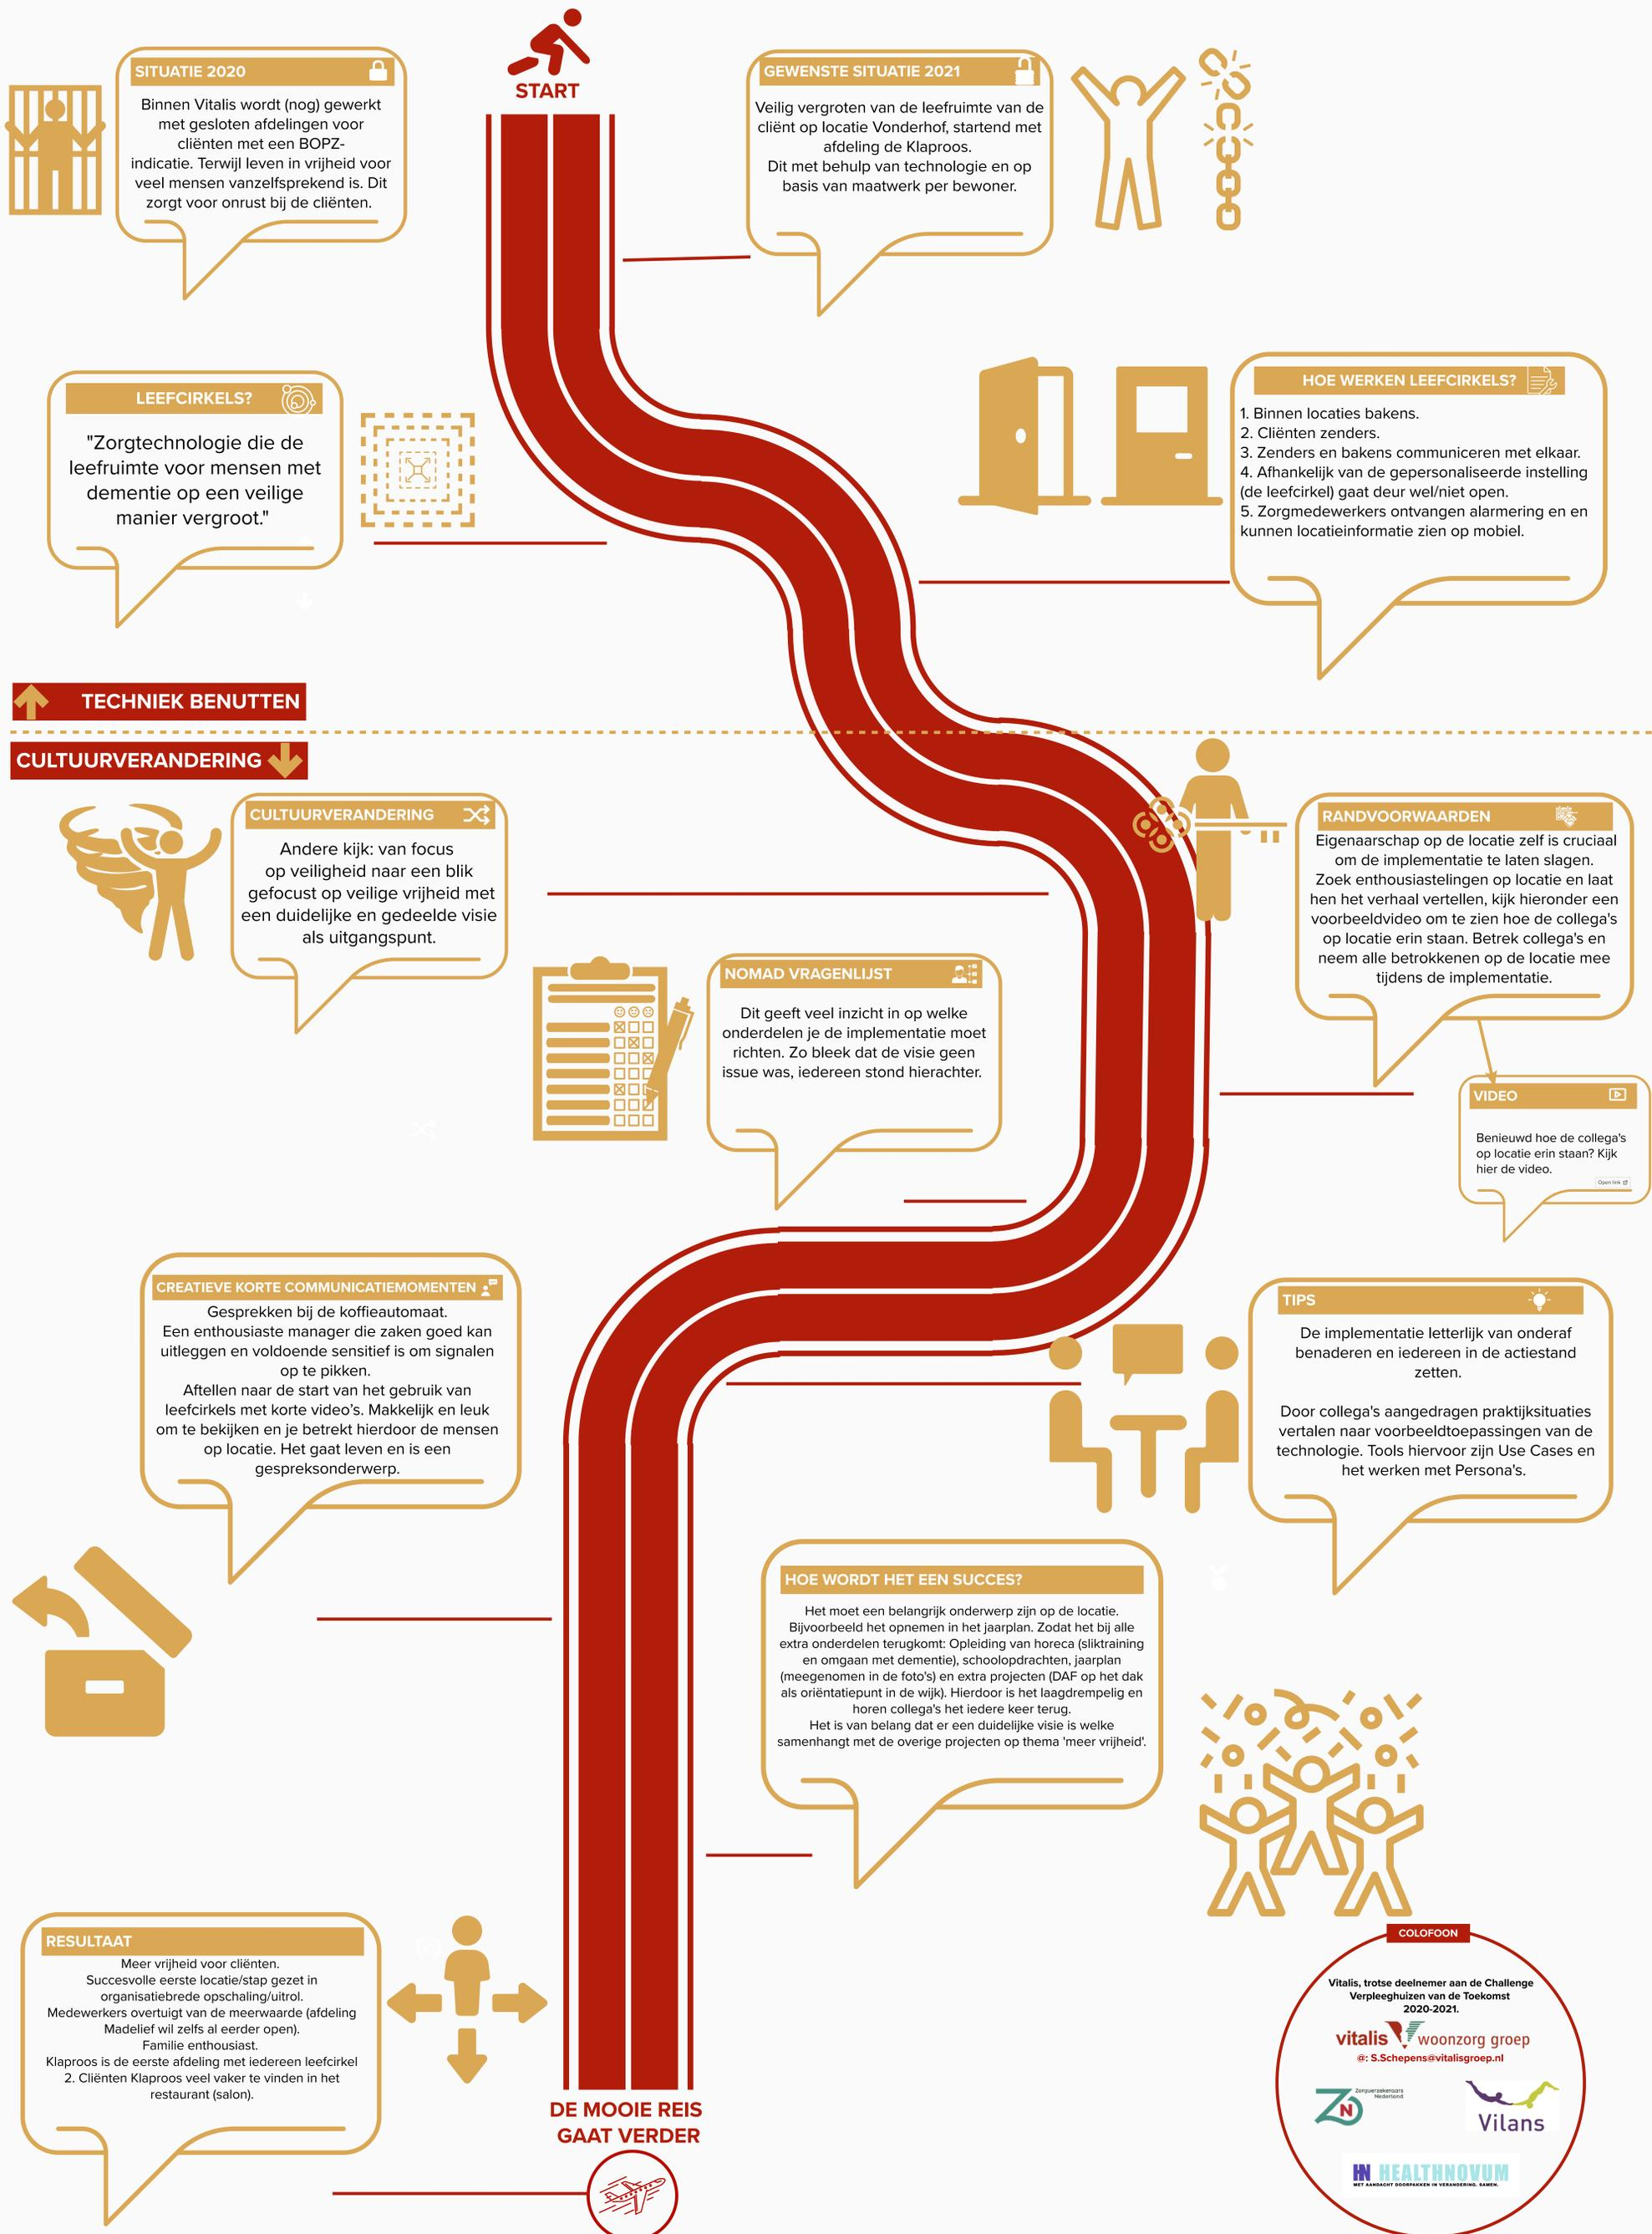 START
SITUATIE 2020
Binnen Vitalis wordt (nog) gewerkt
met gesloten afdelingen voor
cliënten met een BOPZ-
indicatie. Terwijl leven in vrijheid voor
veel mensen vanzelfsprekend is. Dit
zorgt voor onrust bij de cliënten.
GEWENSTE SITUATIE 2021
Veilig vergroten van de leefruimte van de
cliënt op locatie Vonderhof, startend met
afdeling de Klaproos.
Dit met behulp van technologie en op
basis van maatwerk per bewoner.
LEEFCIRKELS?
"Zorgtechnologie die de
leefruimte voor mensen met
dementie op een veilige
manier vergroot."
HOE WERKEN LEEFCIRKELS?
1. Binnen locaties bakens.
2. Cliënten zenders.
3. Zenders en bakens communiceren met elkaar.
4. Afhankelijk van de gepersonaliseerde instelling
(de leefcirkel) gaat deur wel/niet open.
5. Zorgmedewerkers ontvangen alarmering en en
kunnen locatieinformatie zien op mobiel.
TECHNIEK BENUTTEN
CULTUURVERANDERING
CULTUURVERANDERING
Andere kijk: van focus
op veiligheid naar een blik
gefocust op veilige vrijheid met
een duidelijke en gedeelde visie
als uitgangspunt.
RANDVOORWAARDEN
Eigenaarschap op de locatie zelf is cruciaal
om de implementatie te laten slagen.
Zoek enthousiastelingen op locatie en laat
hen het verhaal vertellen, kijk hieronder een
voorbeeldvideo om te zien hoe de collega's
op locatie erin staan. Betrek collega's en
neem alle betrokkenen op de locatie mee
tijdens de implementatie.
NOMAD VRAGENLIJST
Dit geeft veel inzicht in op welke
onderdelen je de implementatie moet
richten. Zo bleek dat de visie geen
issue was, iedereen stond hierachter.
VIDEO
Benieuwd hoe de collega's
op locatie erin staan? Kijk
hier de video.
Open link
CREATIEVE KORTE COMMUNICATIEMOMENTEN
Gesprekken bij de koffieautomaat.
Een enthousiaste manager die zaken goed kan
uitleggen en voldoende sensitief is om signalen
op te pikken.
Aftellen naar de start van het gebruik van
leefcirkels met korte video's. Makkelijk en leuk
om te bekijken en je betrekt hierdoor de mensen
op locatie. Het gaat leven en is een
gespreksonderwerp.
TIPS
De implementatie letterlijk van onderaf
benaderen en iedereen in de actiestand
zetten.
Door collega's aangedragen praktijksituaties
vertalen naar voorbeeldtoepassingen van de
technologie. Tools hiervoor zijn Use Cases en
het werken met Persona's.
HOE WORDT HET EEN SUCCES?
Het moet een belangrijk onderwerp zijn op de locatie.
Bijvoorbeeld het opnemen in het jaarplan. Zodat het bij alle
extra onderdelen terugkomt: Opleiding van horeca (sliktraining
en omgaan met dementie), schoolopdrachten, jaarplan
(meegenomen in de foto's) en extra projecten (DAF op het dak
als oriëntatiepunt in de wijk). Hierdoor is het laagdrempelig en
horen collega's het iedere keer terug.
Het is van belang dat er een duidelijke visie is welke
samenhangt met de overige projecten op thema 'meer vrijheid'.
RESULTAAT
Meer vrijheid voor cliënten.
Succesvolle eerste locatie/stap gezet in
organisatiebrede opschaling/uitrol.
Medewerkers overtuigt van de meerwaarde (afdeling
Madelief wil zelfs al eerder open).
Familie enthousiast.
Klaproos is de eerste afdeling met iedereen leefcirkel
2. Cliënten Klaproos veel vaker te vinden in het
restaurant (salon).
DE MOOIE REIS
GAAT VERDER
COLOFOON
Vitalis, trotse deelnemer aan de Challenge
Verpleeghuizen van de Toekomst
2020-2021.
vitalis woonzorg groep
@: S.Schepens@vitalisgroep.nl
ZN Zorgverzekeraars
Nederland
Vilans
HN HEALTHNOVUM
MET AANDACHT DOORPAKKEN IN VERANDERING. SAMEN.